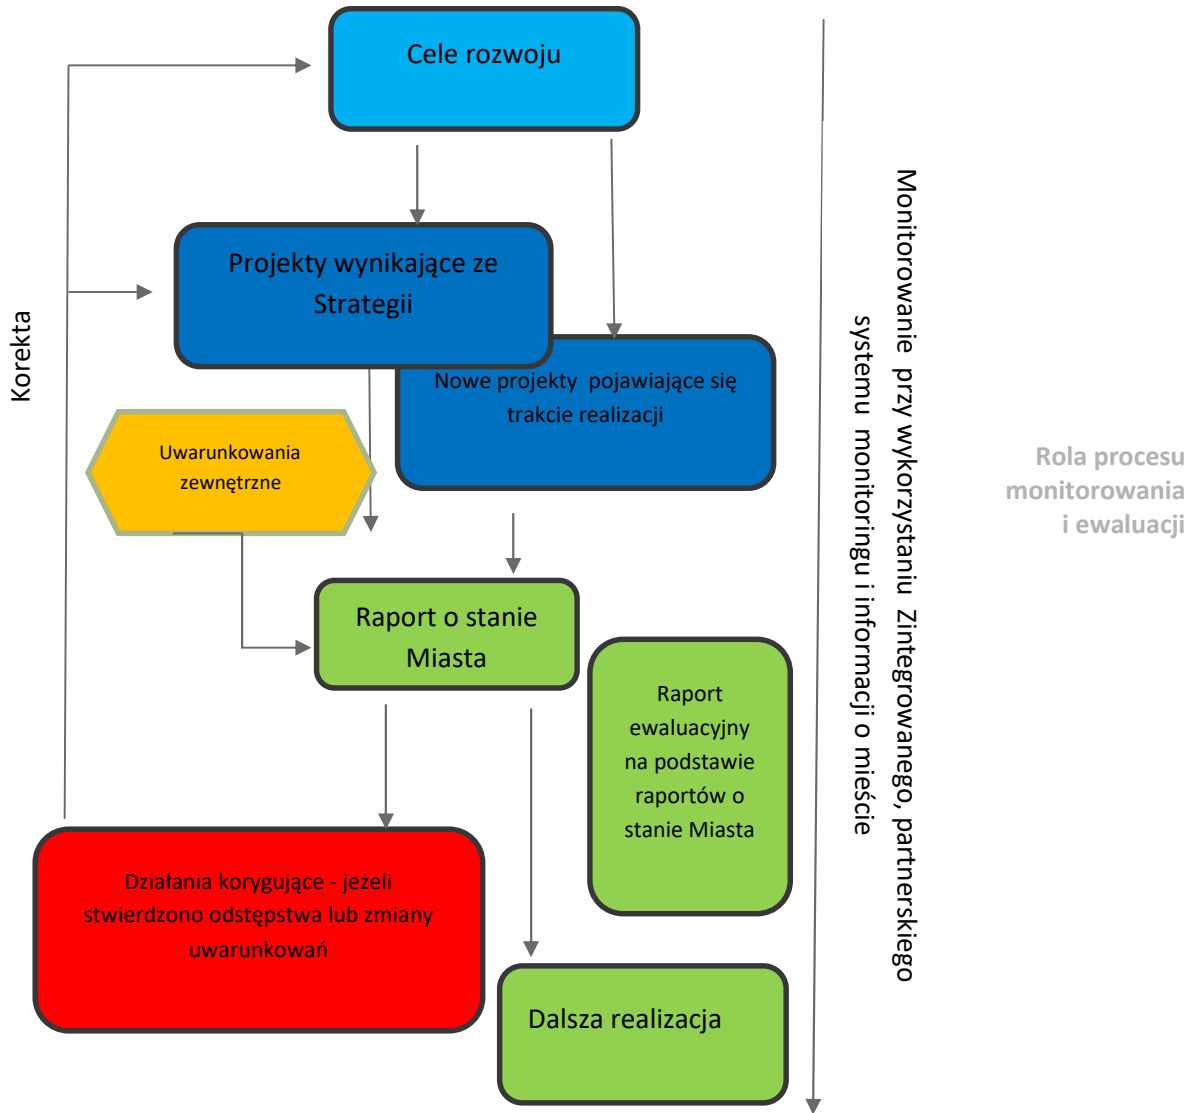 Cele rozwoju
Projekty wynikające ze
Strategii
Nowe projekty pojawiające się
trakcie realizacji
Korekta
Uwarunkowania
zewnętrzne
Raport o stanie
Miasta
Raport
ewaluacyjny
na podstawie
raportów o
stanie Miasta
Działania korygujące - jeżeli
stwierdzono odstępstwa lub zmiany
uwarunkowań
Dalsza realizacja
Monitorowanie przy wykorzystaniu Zintegrowanego, partnerskiego
systemu monitoringu i informacji o mieście
Rola procesu
monitorowania
i ewaluacji